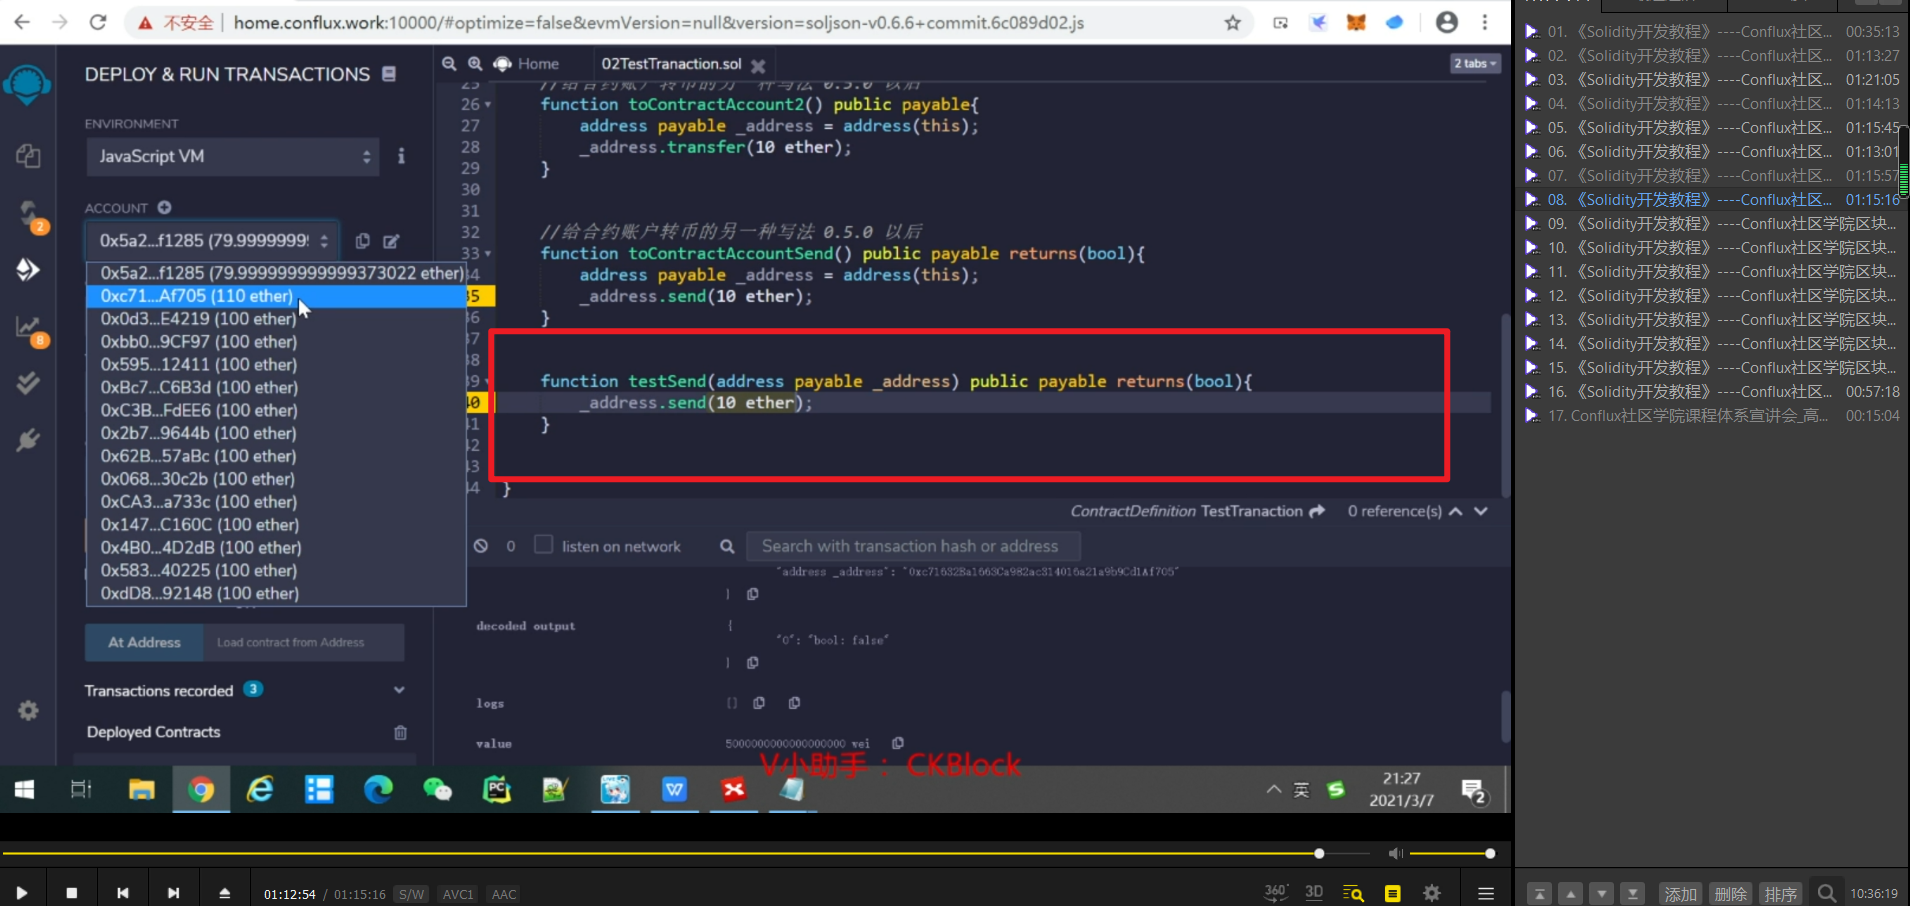 不安全 home.conflux.work:10000/#optimize=false&evmVersion=null&version=soljson-v0.6.6+commit.6c089d02.js
DEPLOY & RUN TRANSACTIONS
ENVIRONMENT
JavaScript VM
ACCOUNT
0x5a2...f1285 (79.9999999
0x5a2...f1285 (79.999999999999373022 ether)
0xc71...Af705 (110 ether)
0x0d3...E4219 (100 ether)
0xbb0...9CF97 (100 ether)
0x595...12411 (100 ether)
0xBc7...C6B3d (100 ether)
0xC3B...FdEE6 (100 ether)
0x2b7...9644b (100 ether)
0x62B...57aBc (100 ether)
0x068...30c2b (100 ether)
0xCA3...a733c (100 ether)
0x147...C160C (100 ether)
0x4B0...4D2dB (100 ether)
0x583...40225 (100 ether)
0xdD8...92148 (100 ether)
At Address Load contract from Address
Transactions recorded 3
Deployed Contracts
2
8
Home 02TestTranaction.sol 2 tabs
25 //给合约账户转币的另一种写法 0.5.0 以后
26 function toContractAccount2() public payable{
27 address payable _address = address(this);
28 _address.transfer(10 ether);
29 }
30
31
32 //给合约账户转币的另一种写法 0.5.0 以后
33 function toContractAccountSend() public payable returns(bool){
34 address payable _address = address(this);
35 _address.send(10 ether);
36 }
37
38
39 function testSend(address payable _address) public payable returns(bool){
40 _address.send(10 ether);
41 }
42
43
44 }
ContractDefinition TestTranaction 0 reference(s)
0 listen on network Search with transaction hash or address
"address _address": "0xc71632Ba1663Ca982ac314016a21a9b9Cd1Af705"
}
decoded output {
"0": "bool: false"
}
logs []
value 5000000000000000000 wei
V小助手： CKBlock
英 21:27
2021/3/7
2
01:12:54 / 01:15:16 S/W AVC1 AAC
360° 3D
01. 《Solidity开发教程》----Conflux社区... 00:35:13
02. 《Solidity开发教程》----Conflux社区... 01:13:27
03. 《Solidity开发教程》----Conflux社区... 01:21:05
04. 《Solidity开发教程》----Conflux社区... 01:14:13
05. 《Solidity开发教程》----Conflux社区... 01:15:45
06. 《Solidity开发教程》----Conflux社区... 01:13:01
07. 《Solidity开发教程》----Conflux社区... 01:15:57
08. 《Solidity开发教程》----Conflux社区... 01:15:16
09. 《Solidity开发教程》----Conflux社区学院区块...
10. 《Solidity开发教程》----Conflux社区学院区块...
11. 《Solidity开发教程》----Conflux社区学院区块...
12. 《Solidity开发教程》----Conflux社区学院区块...
13. 《Solidity开发教程》----Conflux社区学院区块...
14. 《Solidity开发教程》----Conflux社区学院区块...
15. 《Solidity开发教程》----Conflux社区学院区块...
16. 《Solidity开发教程》----Conflux社区... 00:57:18
17. Conflux社区学院课程体系宣讲会_高... 00:15:04
添加 删除 排序 10:36:19